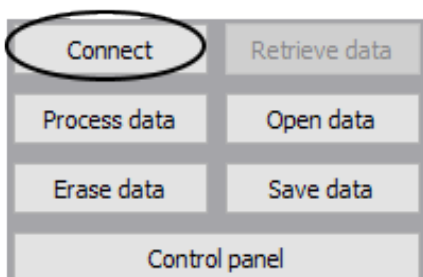 Connect
Retrieve data
Process data
Open data
Erase data
Save data
Control panel